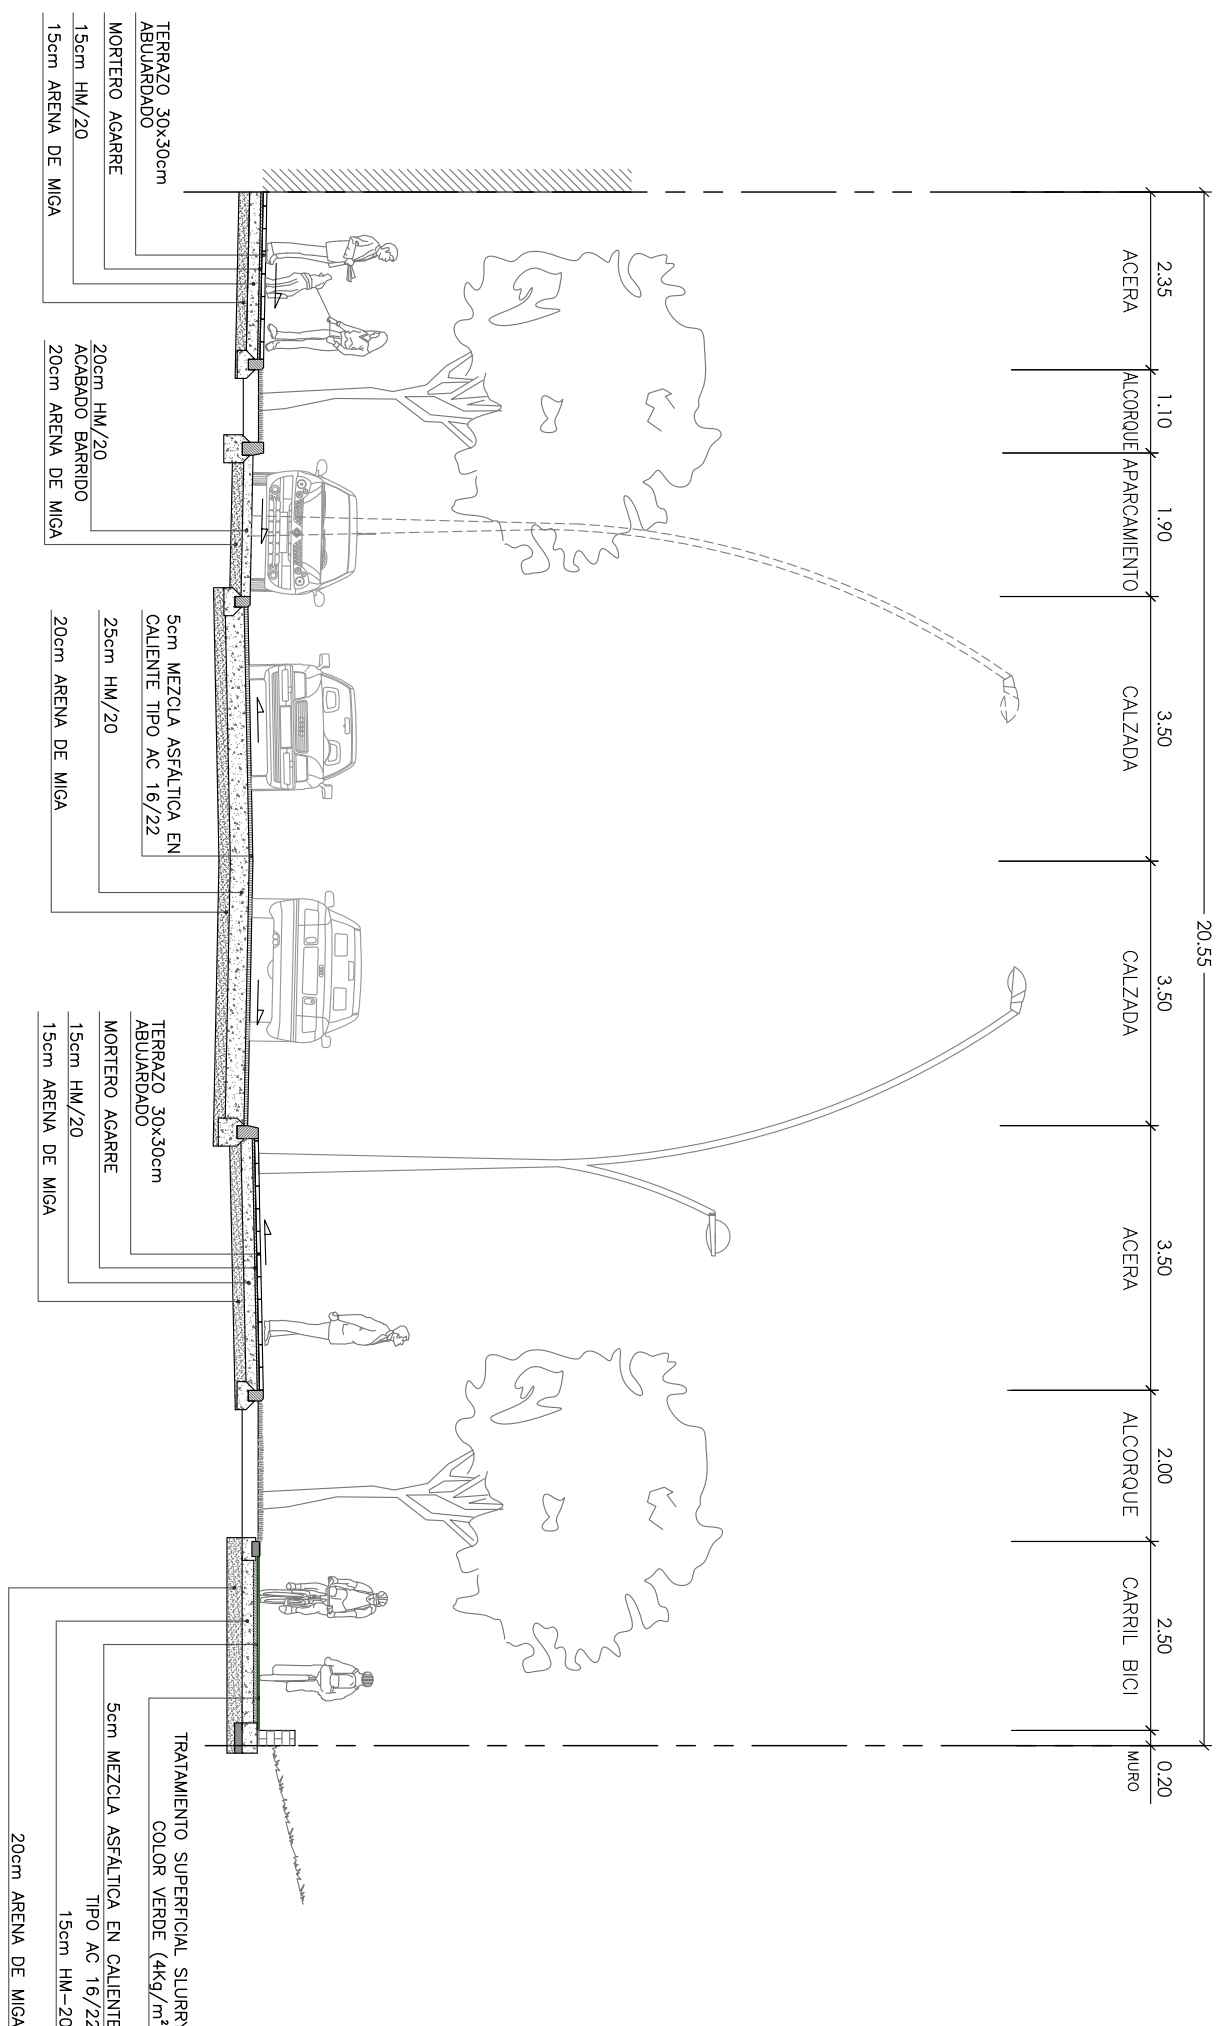 20.55
2.35
1.10
1.90
3.50
3.50
3.50
2.00
2.50
0.20
ACERA
ALCORQUE
APARCAMIENTO
CALZADA
CALZADA
ACERA
ALCORQUE
CARRIL BICI
MURO
TERRAZO 30x30cm
ABUJARDADO
MORTERO AGARRE
15cm HM/20
15cm ARENA DE MIGA
20cm HM/20
ACABADO BARRIDO
20cm ARENA DE MIGA
5cm MEZCLA ASFÁLTICA EN
CALIENTE TIPO AC 16/22
25cm HM/20
20cm ARENA DE MIGA
TERRAZO 30x30cm
ABUJARDADO
MORTERO AGARRE
15cm HM/20
15cm ARENA DE MIGA
TRATAMIENTO SUPERFICIAL SLURRY
COLOR VERDE (4Kg/m²
5cm MEZCLA ASFÁLTICA EN CALIENTE
TIPO AC 16/22
15cm HM-20
20cm ARENA DE MIGA